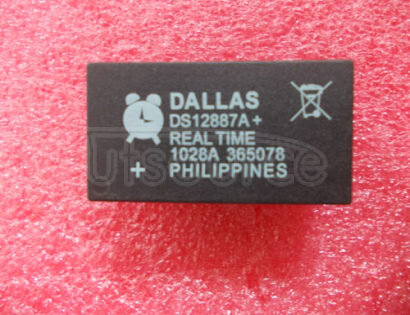 DALLAS
DS12887A+
REAL TIME
1028A 365078
+ PHILIPPINES